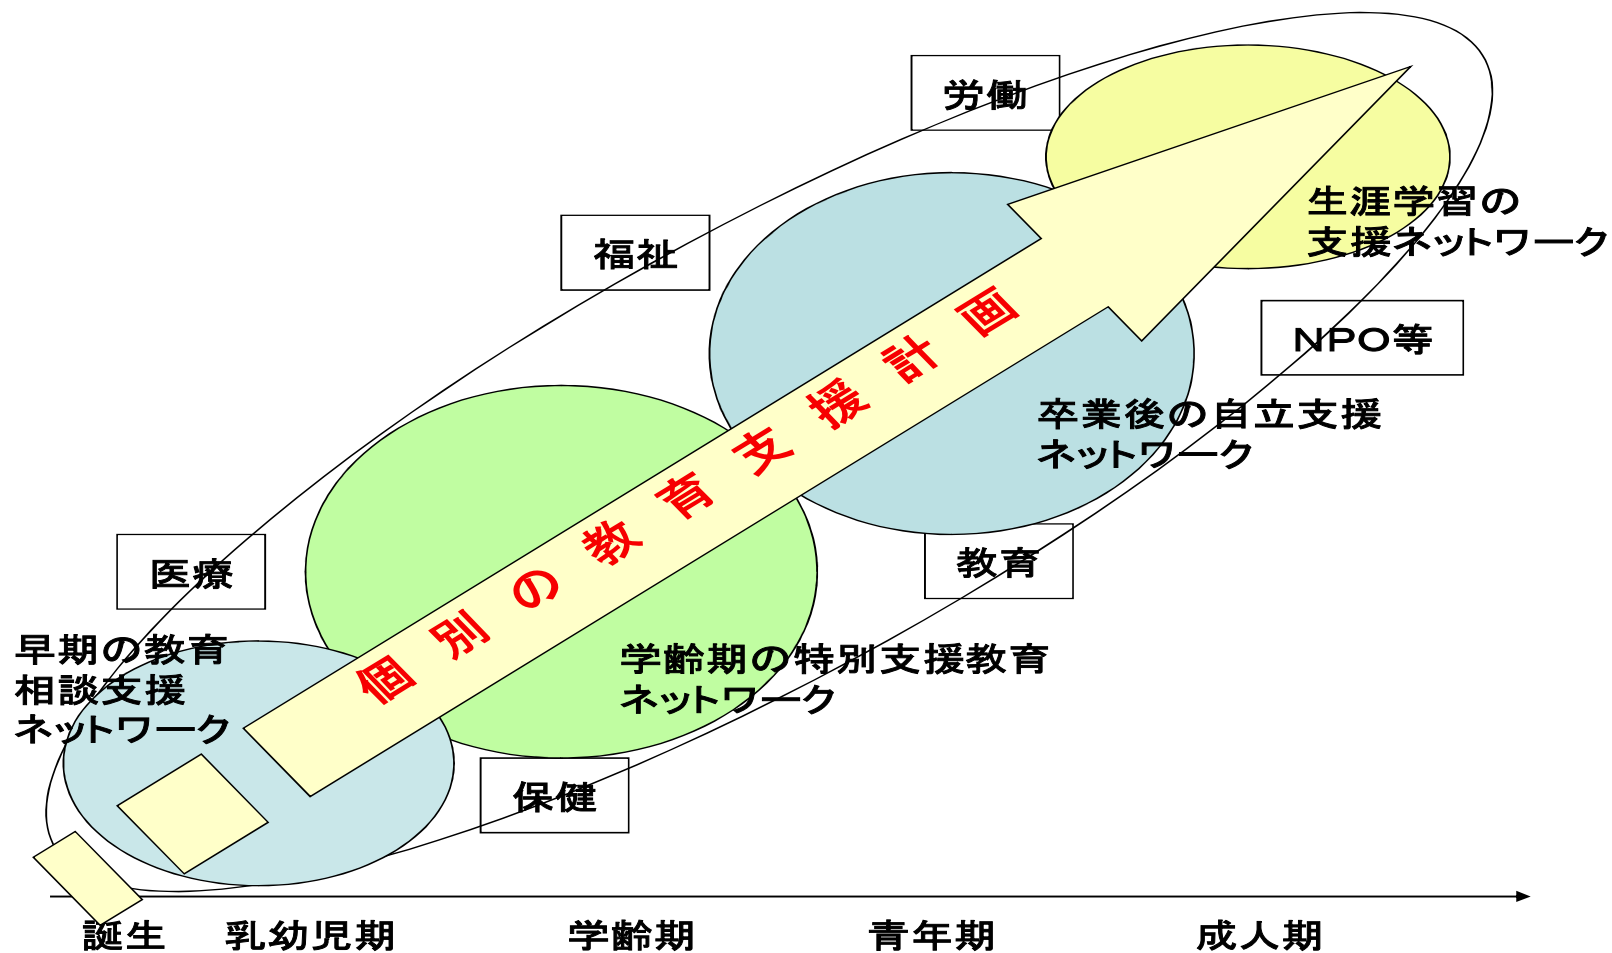 労働
生涯学習の
支援ネットワーク
福祉
NPO等
個別の教育支援計画
卒業後の自立支援
ネットワーク
医療
教育
早期の教育
相談支援
ネットワーク
学齢期の特別支援教育
ネットワーク
保健
誕生
乳幼児期
学齢期
青年期
成人期